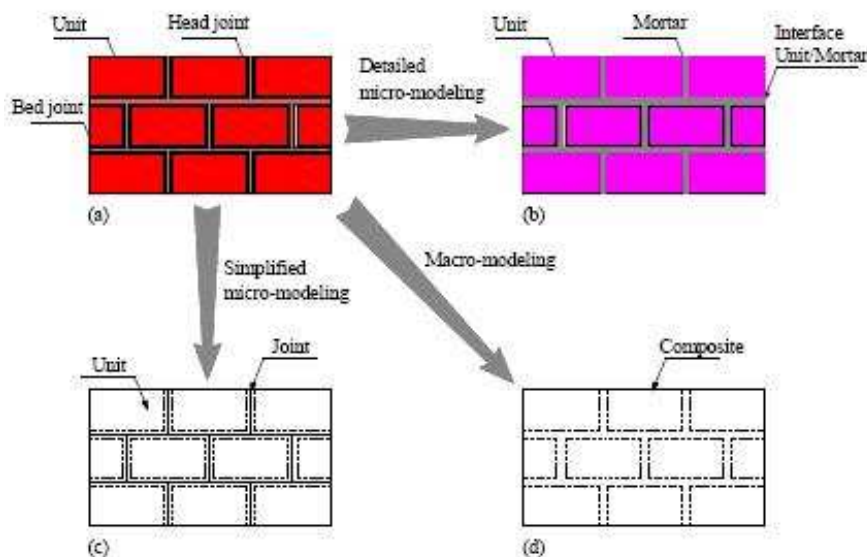 Unit
Head joint
Bed joint
(a)
Detailed
micro-modeling
Unit
Mortar
Interface
Unit/Mortar
(b)
Simplified
micro-modeling
Macro-modeling
Unit
Joint
(c)
Composite
(d)